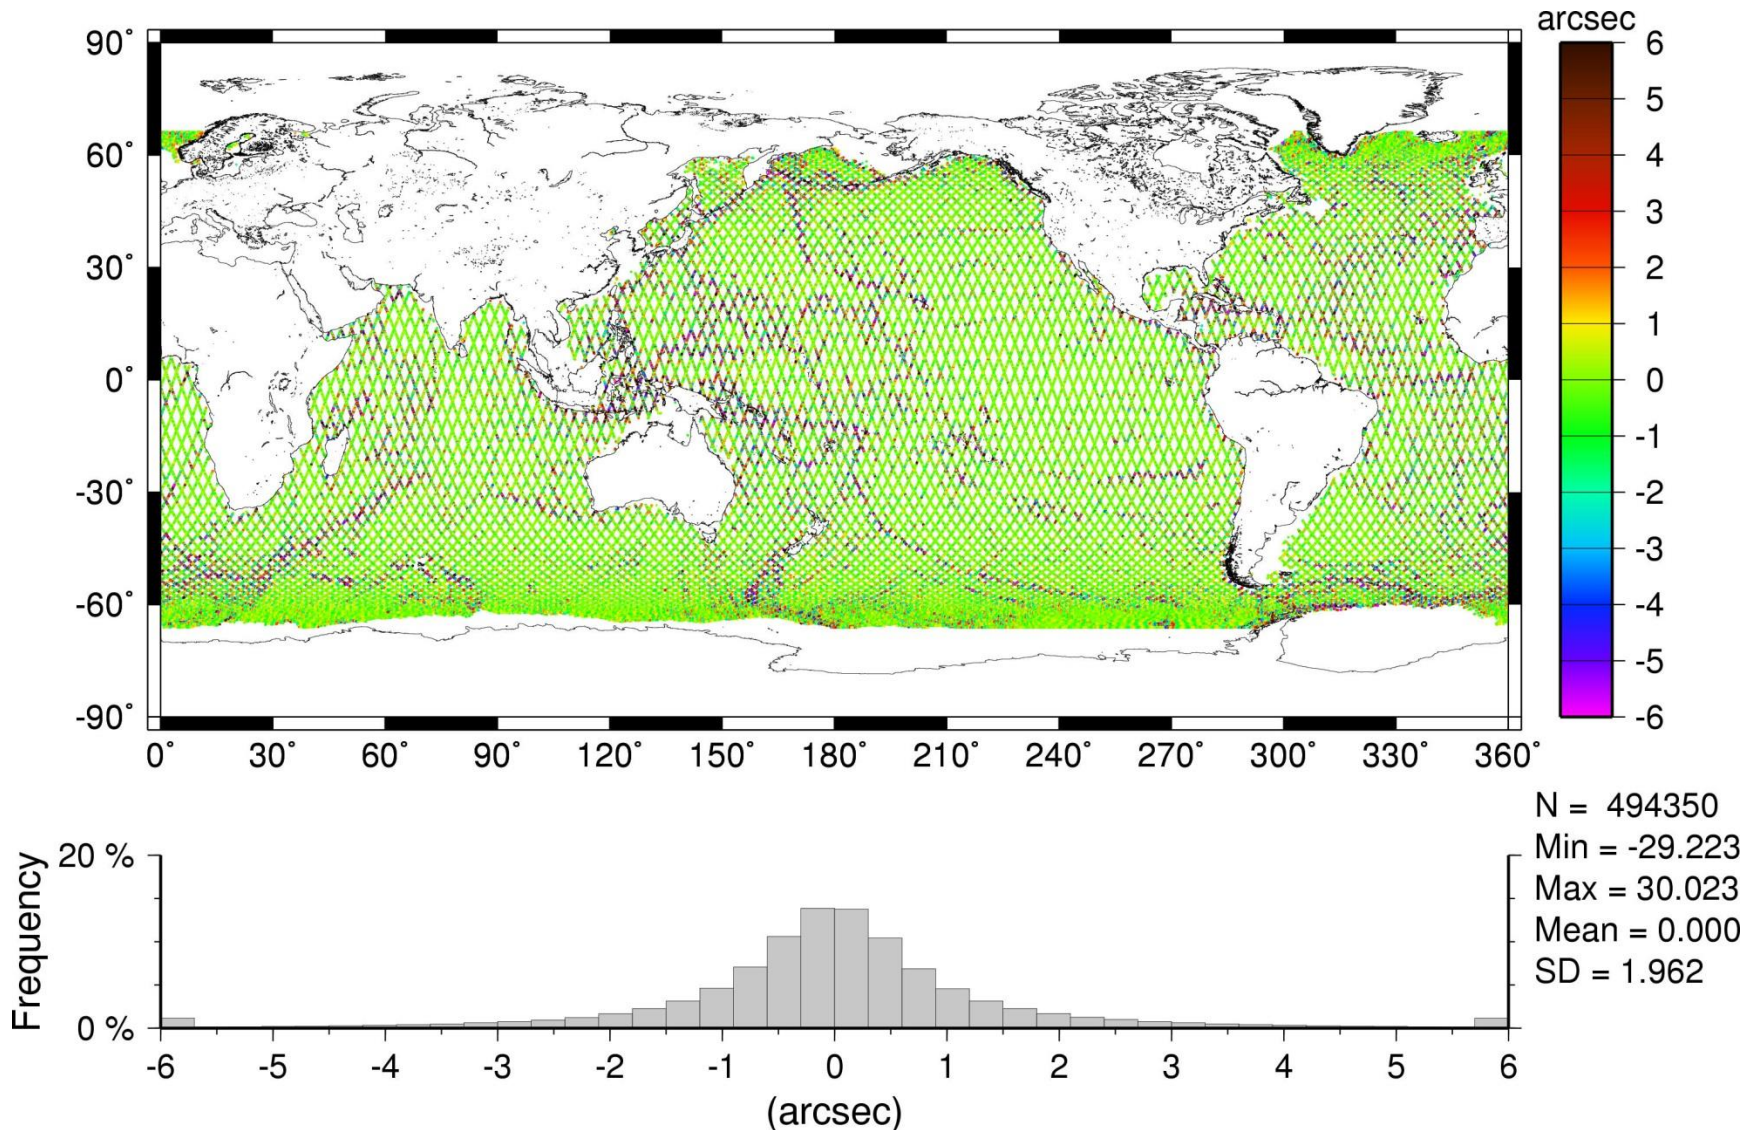 arcsec
90°
60°
30°
0°
-30°
-60°
-90°
0° 30° 60° 90° 120° 150° 180° 210° 240° 270° 300° 330° 360°
6
5
4
3
2
1
0
-1
-2
-3
-4
-5
-6
N = 494350
Min = -29.223
Max = 30.023
Mean = 0.000
SD = 1.962
Frequency
20 %
0 %
-6 -5 -4 -3 -2 -1 0 1 2 3 4 5 6
(arcsec)